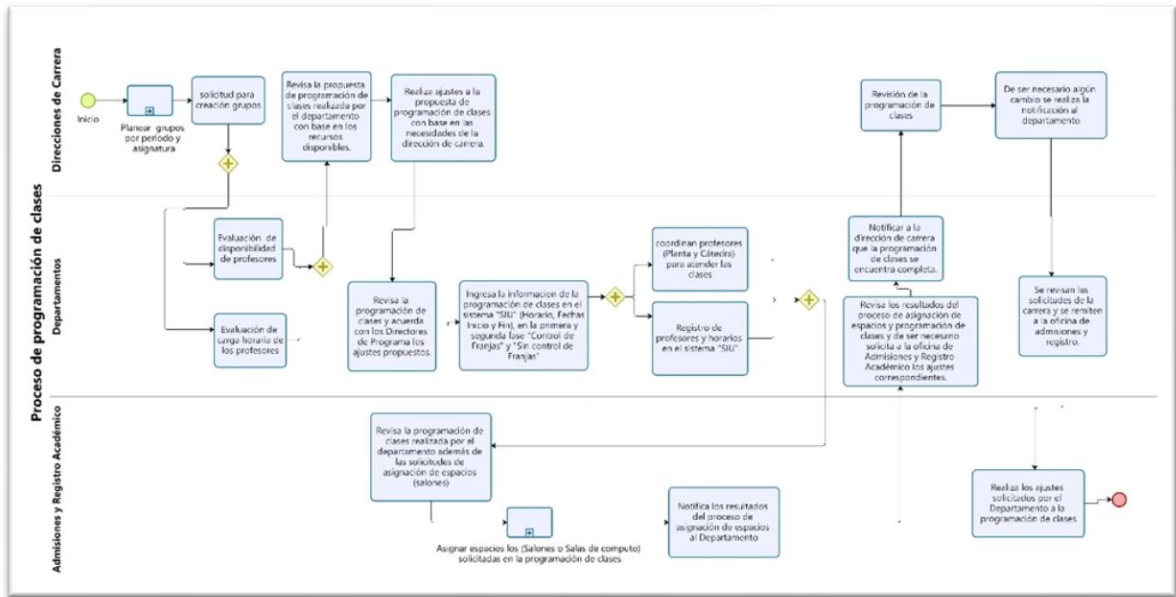 Proceso de programación de clases
Direcciones de Carrera
Inicio
Planear grupos
por período y
asignatura
solicitud para
creación grupos
Revisa la propuesta
de programación de
clases realizada por
el departamento
con base en los
recursos
disponibles.
Realiza ajustes a la
propuesta de
programación de clases
con base en las
necesidades de la
dirección de carrera.
Revisión de la
programación de
clases
De ser necesario algún
cambio se realiza la
notificación al
departamento
Departamentos
Evaluación de
disponibilidad
de profesores
Evaluación de
carga horaria de
los profesores
Revisa la
programación de
clases y acuerda
con los Directores
de Programa los
ajustes propuestos.
Ingresa la informacion de la
programación de clases en el
sistema "SIU" (Horario, Fechas
Inicio y Fin), en la primera y
segunda fase "Control de
Franjas" y "Sin control de
Franjas"
coordinan profesores
(Planta y Cátedra)
para atender las
clases
Registro de
profesores y horarios
en el sistema "SIU"
Notificar a la
dirección de carrera
que la programación
de clases se
encuentra completa.
Revisa los resultados del
proceso de asignación de
espacios y programación de
clases y de ser necesario
solicita a la oficina de
Admisiones y Registro
Académico los ajustes
correspondientes.
Se revisan las
solicitudes de la
carrera y se remiten
a la oficina de
admisiones y
registro.
Admisiones y Registro Académico
Revisa la programación de
clases realizada por el
departamento además de
las solicitudes de
asignación de espacios
(salones)
Asignar espacios los (Salones o Salas de computo)
solicitadas en la programación de clases
Notifica los resultados
del proceso de
asignación de espacios
al Departamento
Realiza los ajustes
solicitados por el
Departamento a la
programación de clases